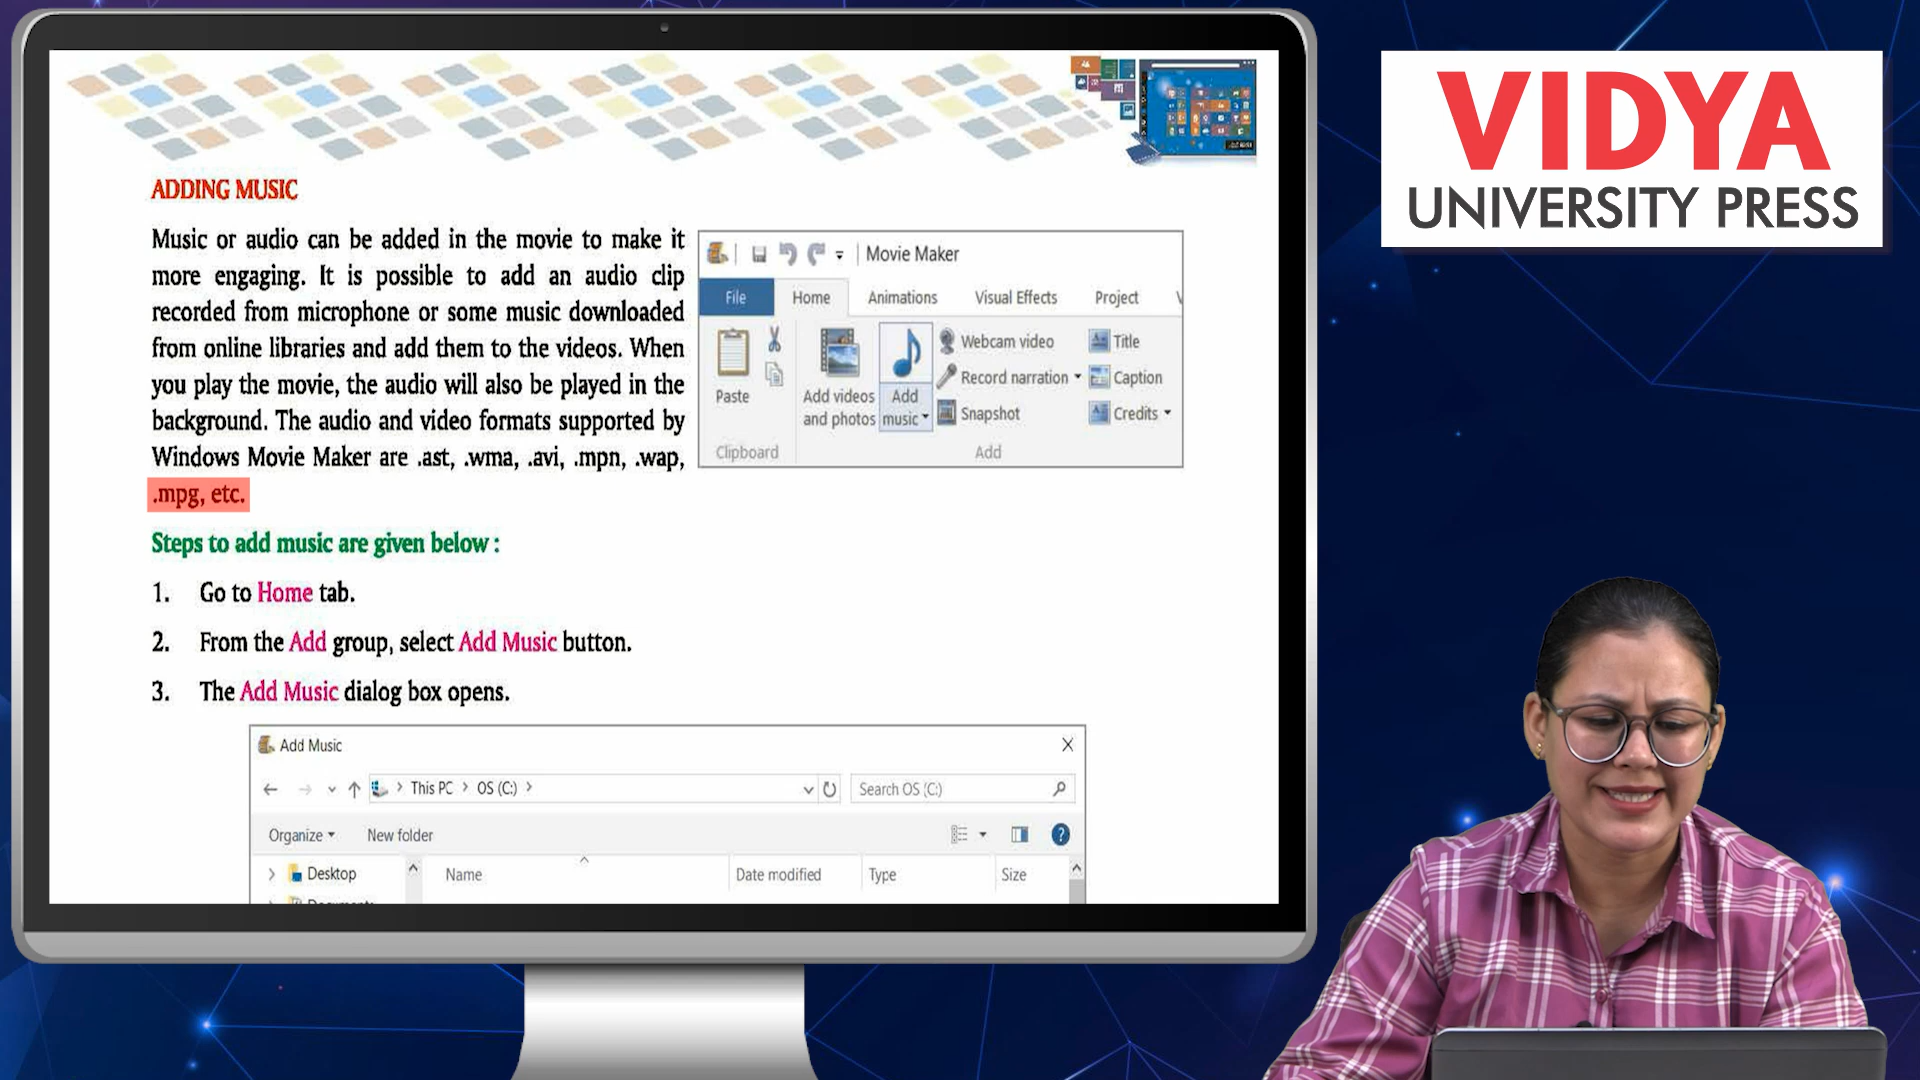 ADDING MUSIC
Music or audio can be added in the movie to make it
more engaging. It is possible to add an audio clip
recorded from microphone or some music downloaded
from online libraries and add them to the videos. When
you play the movie, the audio will also be played in the
background. The audio and video formats supported by
Windows Movie Maker are .ast, .wma, .avi, .mpn, .wap,
.mpg, etc.
Movie Maker
File Home Animations Visual Effects Project
Paste
Clipboard
Add videos
and photos
Add
music
Webcam video
Record narration
Snapshot
Title
Caption
Credits
Add
Steps to add music are given below :
1. Go to Home tab.
2. From the Add group, select Add Music button.
3. The Add Music dialog box opens.
Add Music
This PC > OS (C:) >
Search OS (C:)
Organize New folder
Desktop
Name Date modified Type Size
VIDYA
UNIVERSITY PRESS